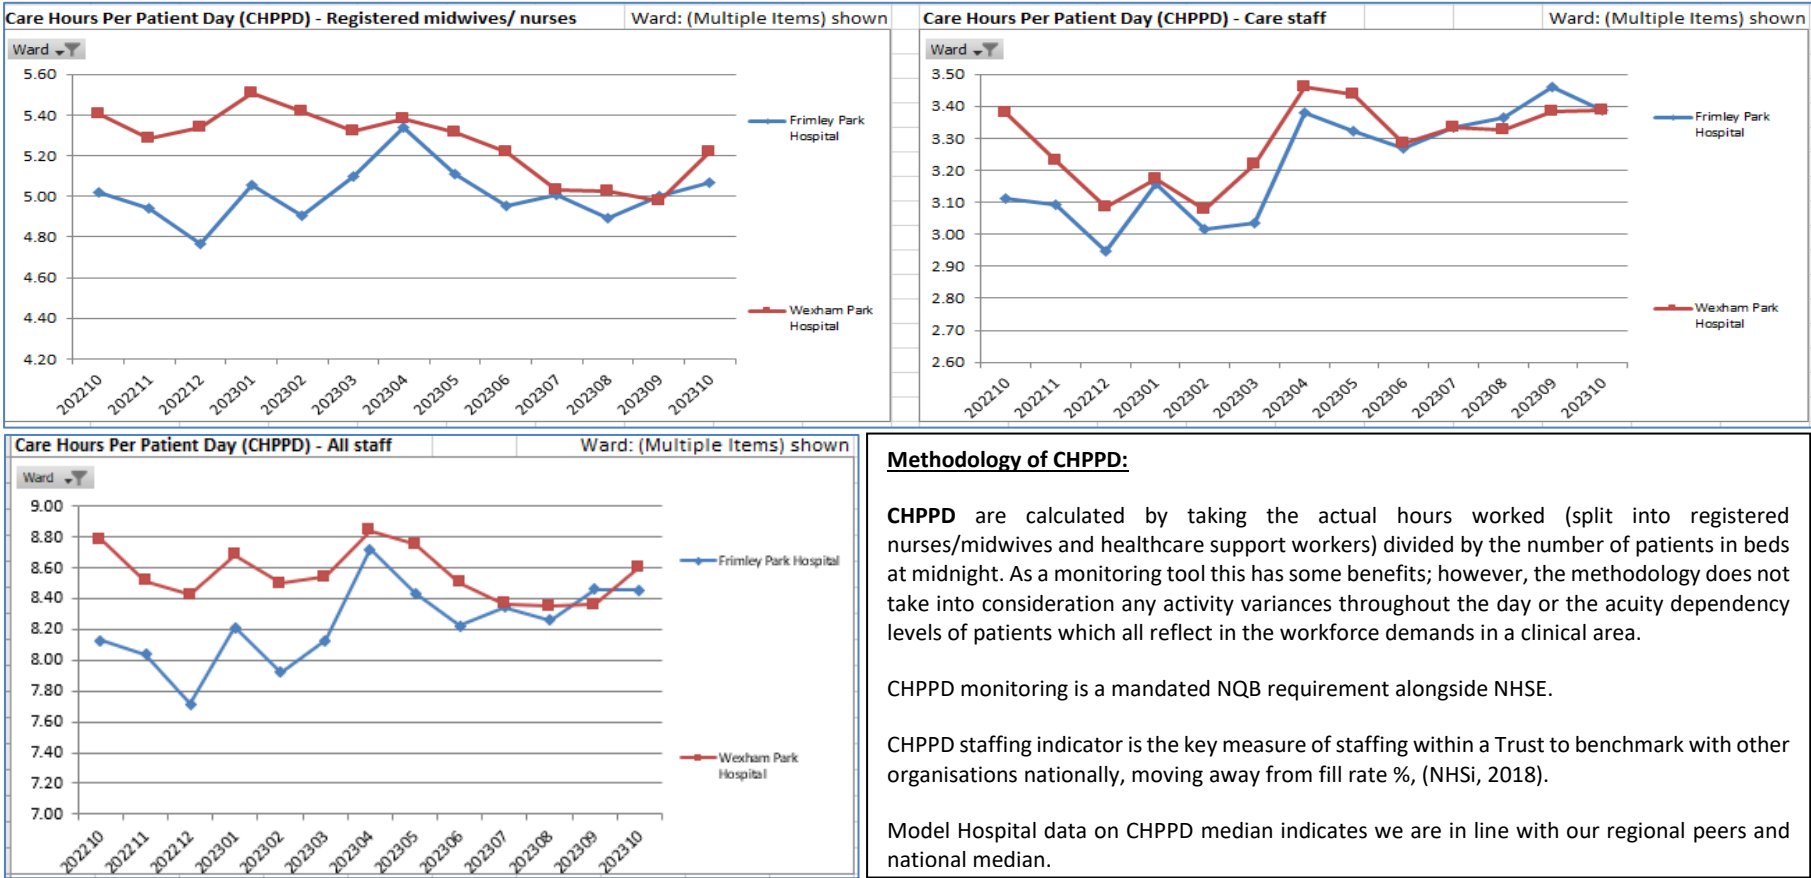 Care Hours Per Patient Day (CHPPD) - Registered midwives/ nurses Ward: (Multiple Items) shown
Ward
5.60
5.40
5.20
5.00
4.80
4.60
4.40
4.20
202210 202211 202212 202301 202302 202303 202304 202305 202306 202307 202308 202309 202310
Frimley Park
Hospital
Wexham Park
Hospital
Care Hours Per Patient Day (CHPPD) - Care staff Ward: (Multiple Items) shown
Ward
3.50
3.40
3.30
3.20
3.10
3.00
2.90
2.80
2.70
2.60
202210 202211 202212 202301 202302 202303 202304 202305 202306 202307 202308 202309 202310
Frimley Park
Hospital
Wexham Park
Hospital
Care Hours Per Patient Day (CHPPD) - All staff Ward: (Multiple Items) shown
Ward
9.00
8.80
8.60
8.40
8.20
8.00
7.80
7.60
7.40
7.20
7.00
202210 202211 202212 202301 202302 202303 202304 202305 202306 202307 202308 202309 202310
Frimley Park Hospital
Wexham Park
Hospital
Methodology of CHPPD:
CHPPD are calculated by taking the actual hours worked (split into registered
nurses/midwives and healthcare support workers) divided by the number of patients in beds
at midnight. As a monitoring tool this has some benefits; however, the methodology does not
take into consideration any activity variances throughout the day or the acuity dependency
levels of patients which all reflect in the workforce demands in a clinical area.
CHPPD monitoring is a mandated NQB requirement alongside NHSE.
CHPPD staffing indicator is the key measure of staffing within a Trust to benchmark with other
organisations nationally, moving away from fill rate %, (NHSi, 2018).
Model Hospital data on CHPPD median indicates we are in line with our regional peers and
national median.